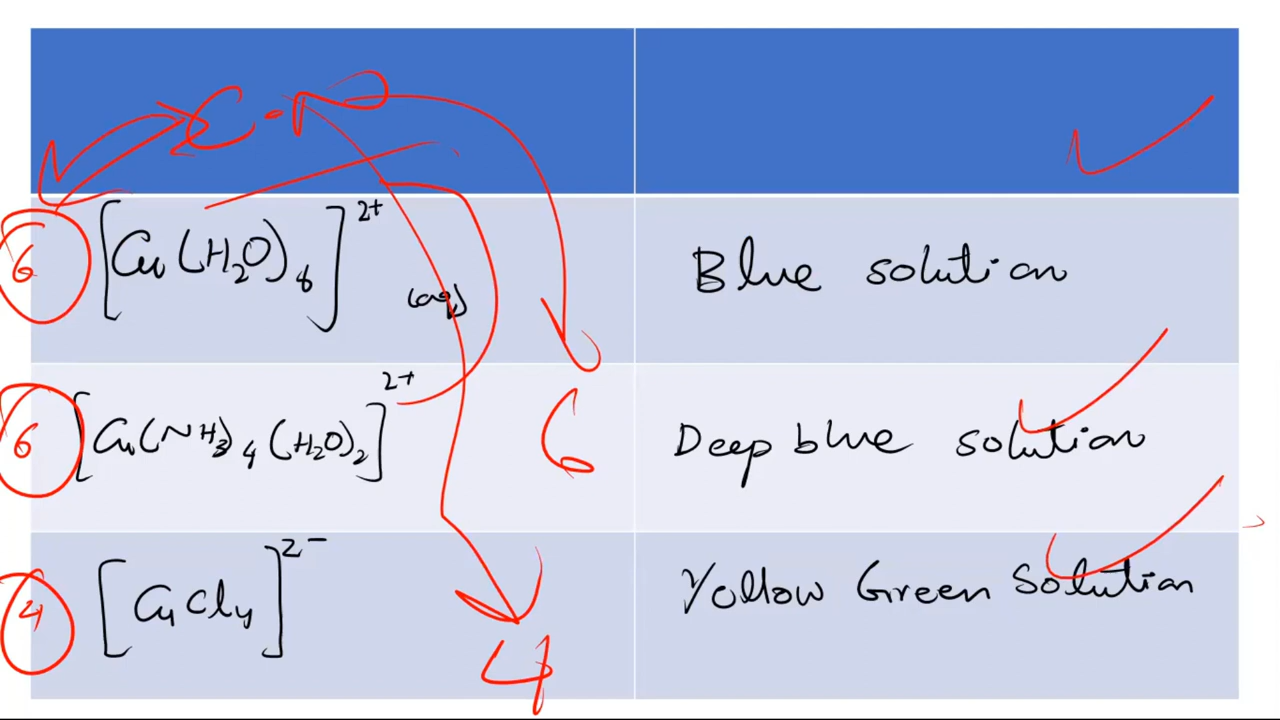 C-n
6 [Cu(H₂O)₆]²⁺ (aq) Blue solution
6 [Cu(NH₃)₄(H₂O)₂]²⁺ 6 Deep blue solution
4 [CuCl₄]²⁻ 4 Yollow Green Solution